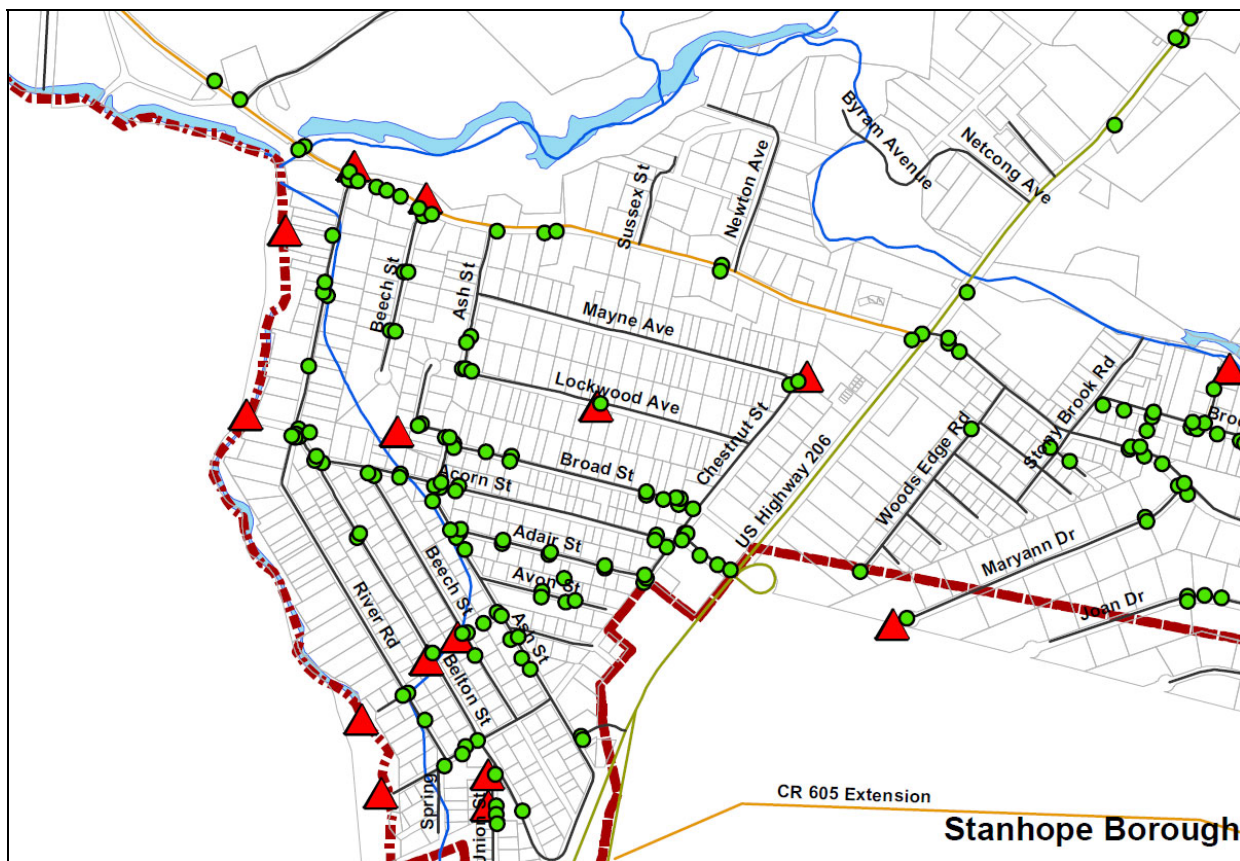 Byram Avenue
Netcong Ave
Sussex St
Newton Ave
Beech St
Ash St
Mayne Ave
Lockwood Ave
Chestnut St
Broad St
Acorn St
US Highway 206
Woods Edge Rd
Stony Brook Rd
Broo
Adair St
Avon St
Maryann Dr
Joan Dr
River Rd
Beech St
Ash St
Belton St
Spring
Union St
CR 605 Extension
Stanhope Borough